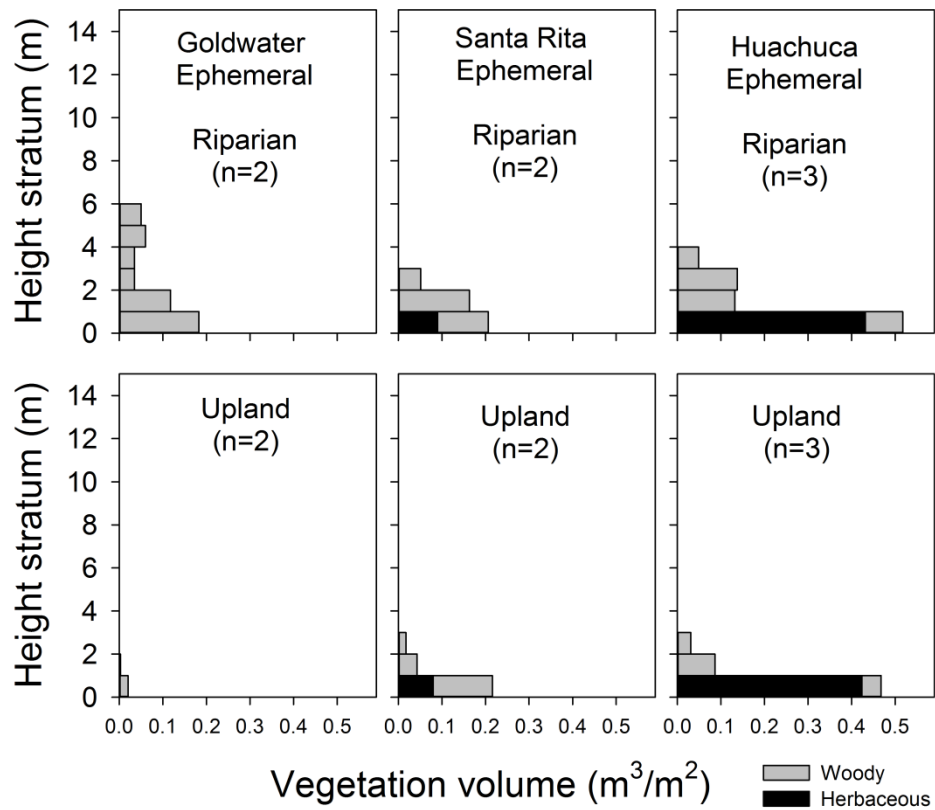 Height stratum (m)
14
12
10
8
6
4
2
0
Goldwater
Ephemeral
Riparian
(n=2)
Santa Rita
Ephemeral
Riparian
(n=2)
Huachuca
Ephemeral
Riparian
(n=3)
Height stratum (m)
14
12
10
8
6
4
2
0
Upland
(n=2)
Upland
(n=2)
Upland
(n=3)
0.0 0.1 0.2 0.3 0.4 0.5
0.0 0.1 0.2 0.3 0.4 0.5
0.0 0.1 0.2 0.3 0.4 0.5
Vegetation volume (m³/m²)
Woody
Herbaceous